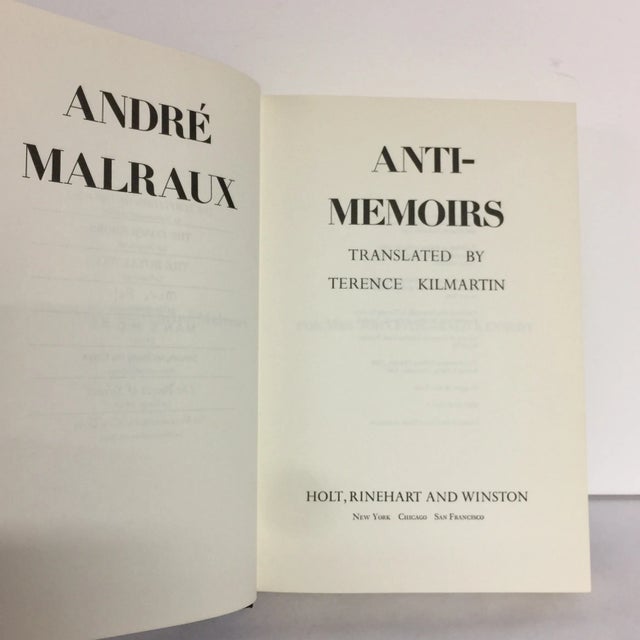 ANDRÉ
MALRAUX
ANTI-
MEMOIRS
TRANSLATED BY
TERENCE KILMARTIN
HOLT, RINEHART AND WINSTON
NEW YORK CHICAGO SAN FRANCISCO